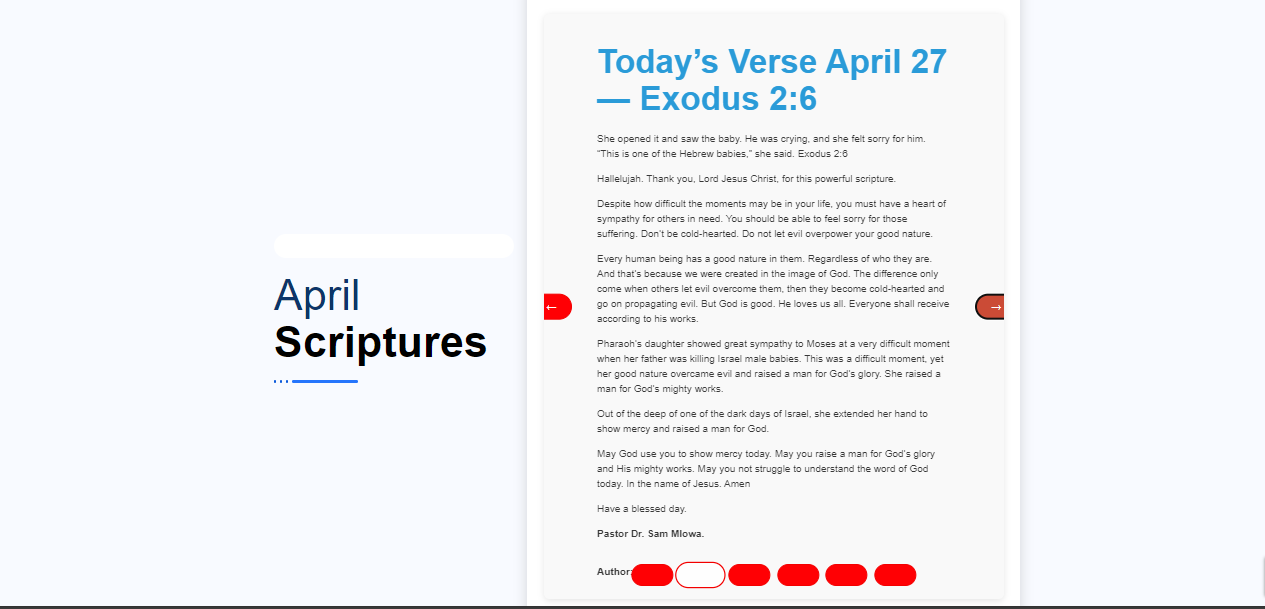 April
Scriptures
Today’s Verse April 27
— Exodus 2:6
She opened it and saw the baby. He was crying, and she felt sorry for him.
“This is one of the Hebrew babies,” she said. Exodus 2:6
Hallelujah. Thank you, Lord Jesus Christ, for this powerful scripture.
Despite how difficult the moments may be in your life, you must have a heart of
sympathy for others in need. You should be able to feel sorry for those
suffering. Don’t be cold-hearted. Do not let evil overpower your good nature.
Every human being has a good nature in them. Regardless of who they are.
And that’s because we were created in the image of God. The difference only
come when others let evil overcome them, then they become cold-hearted and
go on propagating evil. But God is good. He loves us all. Everyone shall receive
according to his works.
Pharaoh’s daughter showed great sympathy to Moses at a very difficult moment
when her father was killing Israel male babies. This was a difficult moment, yet
her good nature overcame evil and raised a man for God’s glory. She raised a
man for God’s mighty works.
Out of the deep of one of the dark days of Israel, she extended her hand to
show mercy and raised a man for God.
May God use you to show mercy today. May you raise a man for God’s glory
and His mighty works. May you not struggle to understand the word of God
today. In the name of Jesus. Amen
Have a blessed day.
Pastor Dr. Sam Mlowa.
Author:
← →